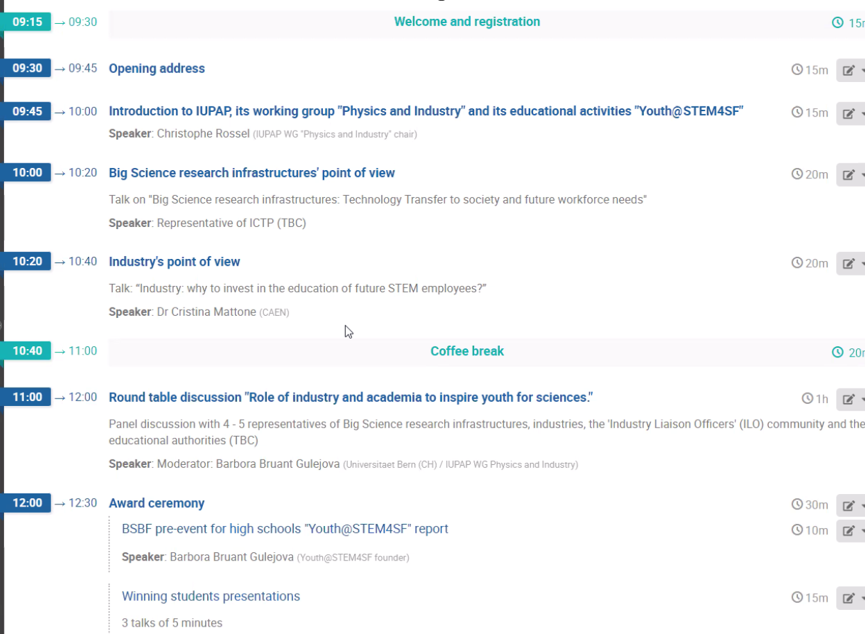 09:15 → 09:30 Welcome and registration 15m
09:30 → 09:45 Opening address 15m
09:45 → 10:00 Introduction to IUPAP, its working group "Physics and Industry" and its educational activities "Youth@STEM4SF" 15m
Speaker: Christophe Rossel (IUPAP WG "Physics and Industry" chair)
10:00 → 10:20 Big Science research infrastructures' point of view 20m
Talk on "Big Science research infrastructures: Technology Transfer to society and future workforce needs"
Speaker: Representative of ICTP (TBC)
10:20 → 10:40 Industry's point of view 20m
Talk: “Industry: why to invest in the education of future STEM employees?”
Speaker: Dr Cristina Mattone (CAEN)
10:40 → 11:00 Coffee break
11:00 → 12:00 Round table discussion "Role of industry and academia to inspire youth for sciences.” 1h
Panel discussion with 4 - 5 representatives of Big Science research infrastructures, industries, the 'Industry Liaison Officers' (ILO) community and the
educational authorities (TBC)
Speaker: Moderator: Barbora Bruant Gulejova (Universitaet Bern (CH) / IUPAP WG Physics and Industry)
12:00 → 12:30 Award ceremony 30m
BSBF pre-event for high schools "Youth@STEM4SF" report 10m
Speaker: Barbora Bruant Gulejova (Youth@STEM4SF founder)
Winning students presentations 15m
3 talks of 5 minutes